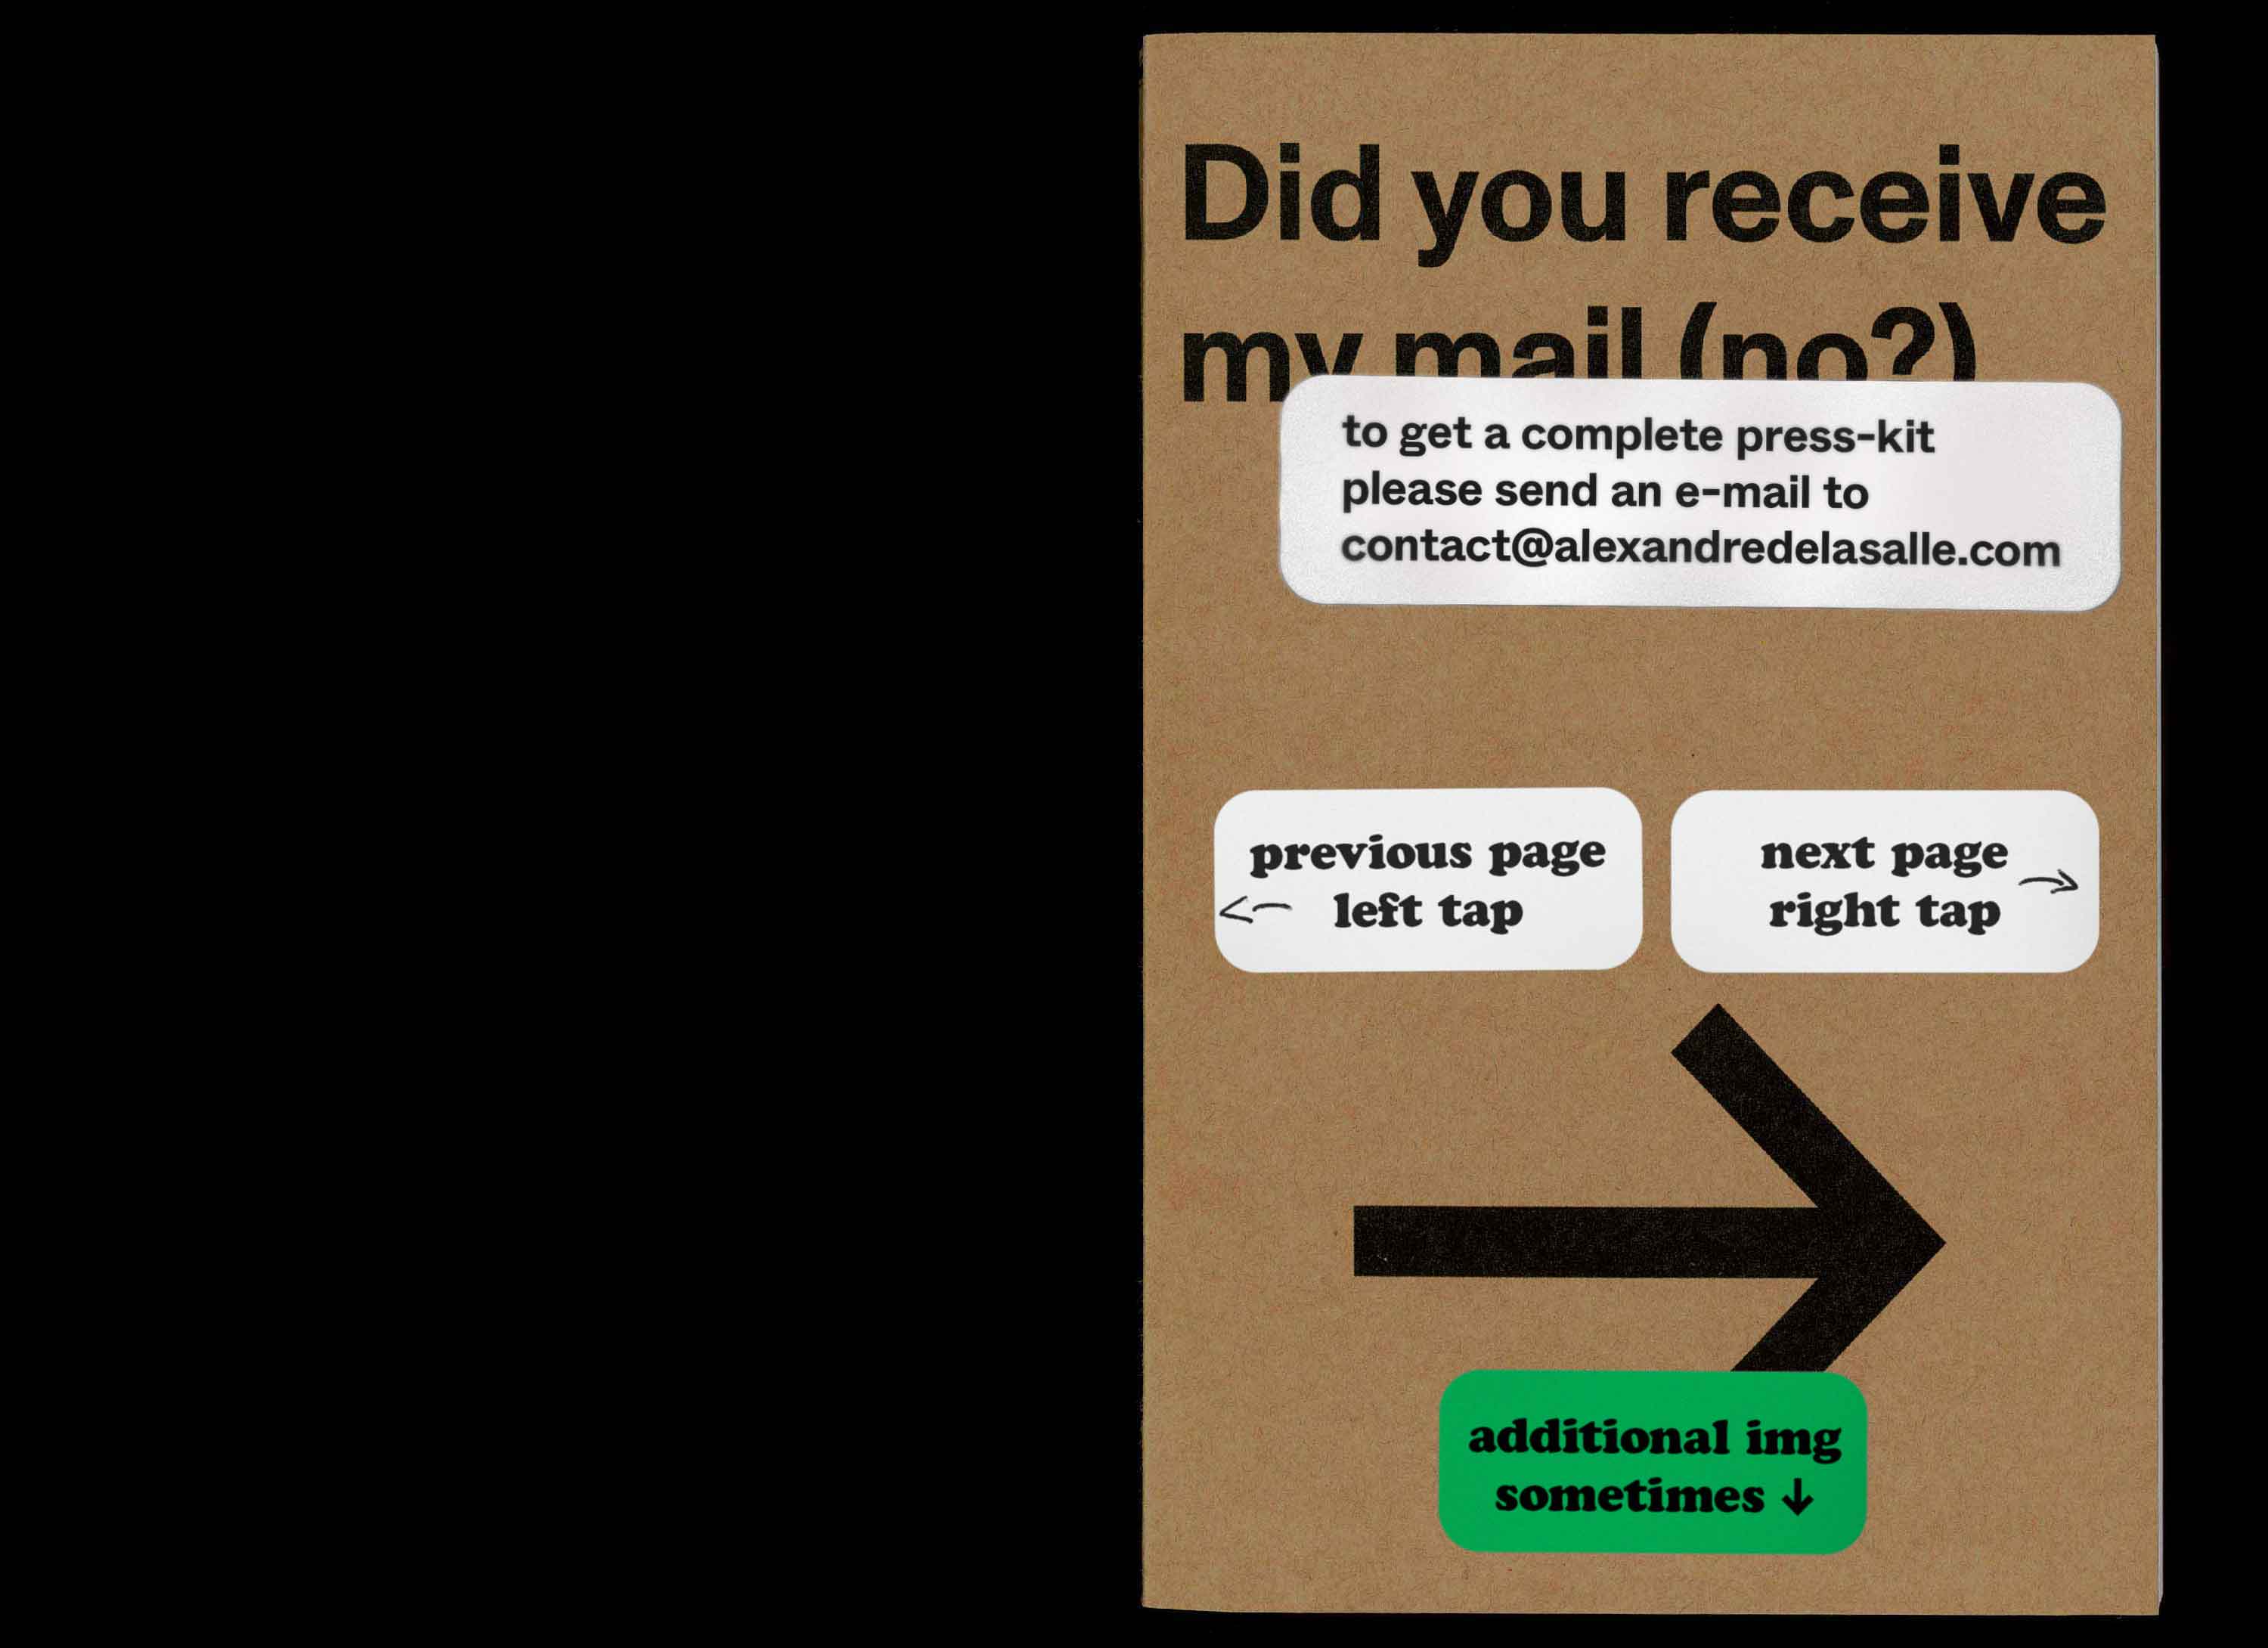 Did you receive
my mail (no?)
to get a complete press-kit
please send an e-mail to
contact@alexandredelasalle.com
previous page
← left tap
next page →
right tap
additional img
sometimes ↓